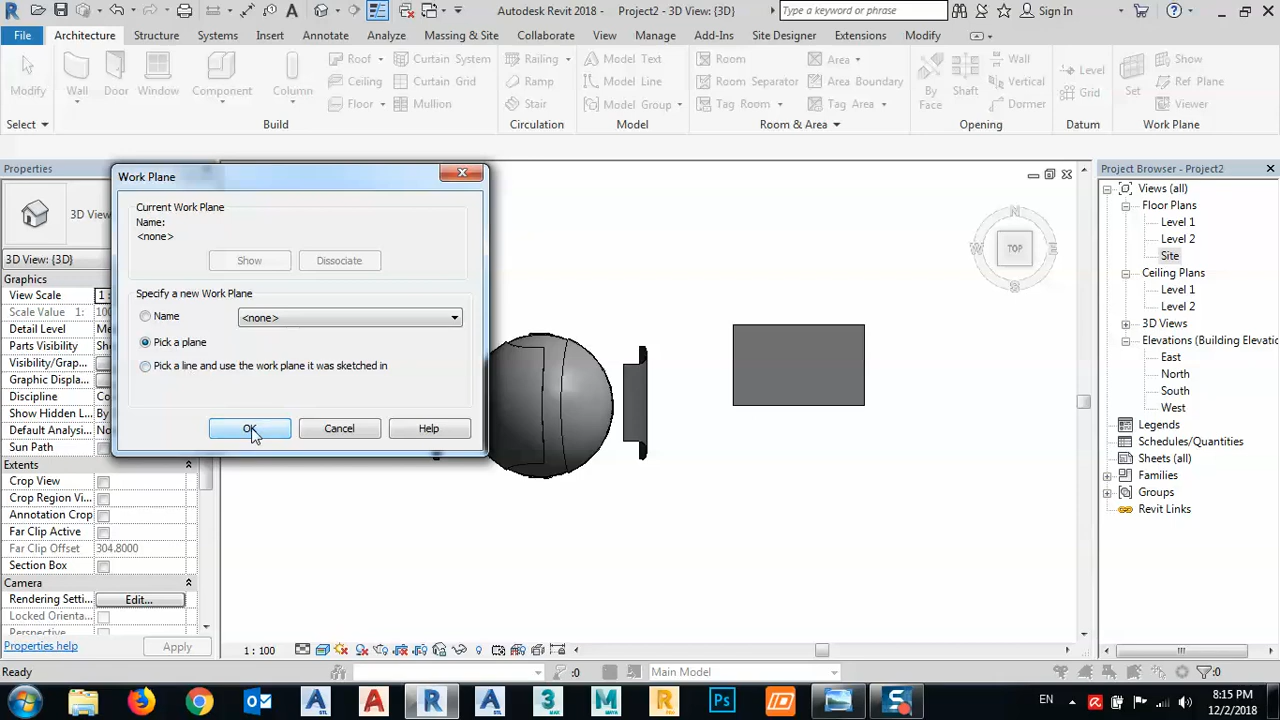 Autodesk Revit 2018 - Project2 - 3D View: {3D}
Type a keyword or phrase
Sign In
File Architecture Structure Systems Insert Annotate Analyze Massing & Site Collaborate View Manage Add-Ins Site Designer Extensions Modify
Modify
Wall
Door
Window
Component
Column
Roof
Ceiling
Floor
Curtain System
Curtain Grid
Mullion
Railing
Ramp
Stair
Model Text
Model Line
Model Group
Room
Room Separator
Tag Room
Area
Area Boundary
Tag Area
By Face
Shaft
Wall
Vertical
Dormer
Level
Grid
Set
Show
Ref Plane
Viewer
Select Build Circulation Model Room & Area Opening Datum Work Plane
Properties
3D View
3D View: {3D}
Graphics
View Scale 1 :
Scale Value 1: 100
Detail Level Me
Parts Visibility Sh
Visibility/Grap...
Graphic Displa...
Discipline Co
Show Hidden L... By
Default Analysi... No
Sun Path
Extents
Crop View
Crop Region Vi...
Annotation Crop
Far Clip Active
Far Clip Offset 304.8000
Section Box
Camera
Rendering Setti... Edit...
Locked Orienta...
Perspective
Properties help Apply
Work Plane
Current Work Plane
Name:
<none>
Show Dissociate
Specify a new Work Plane
Name <none>
Pick a plane
Pick a line and use the work plane it was sketched in
OK Cancel Help
N
W TOP E
S
Project Browser - Project2
Views (all)
Floor Plans
Level 1
Level 2
Site
Ceiling Plans
Level 1
Level 2
3D Views
Elevations (Building Elevatio
East
North
South
West
Legends
Schedules/Quantities
Sheets (all)
Families
Groups
Revit Links
1 : 100
Ready
:0
Main Model
:0
EN
8:15 PM
12/2/2018